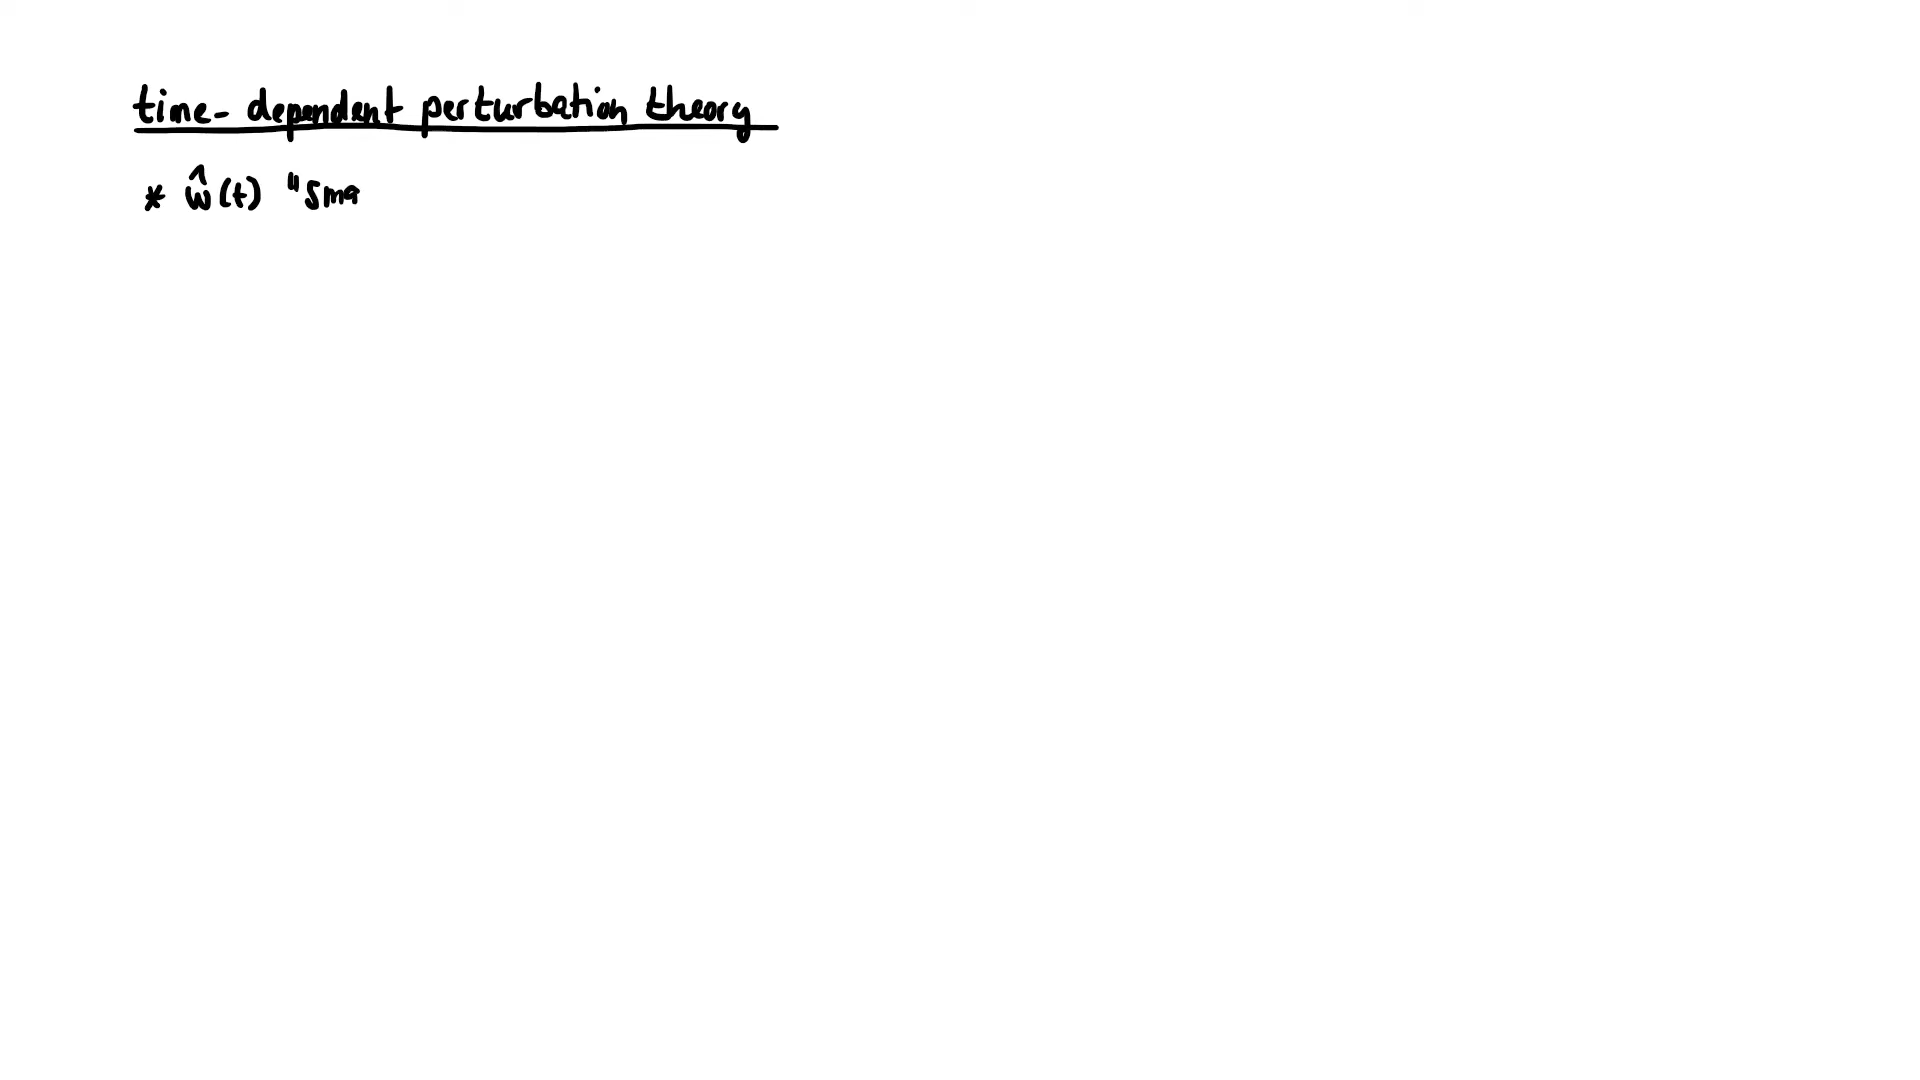 time-dependent perturbation theory
* ŵ(t) "sma